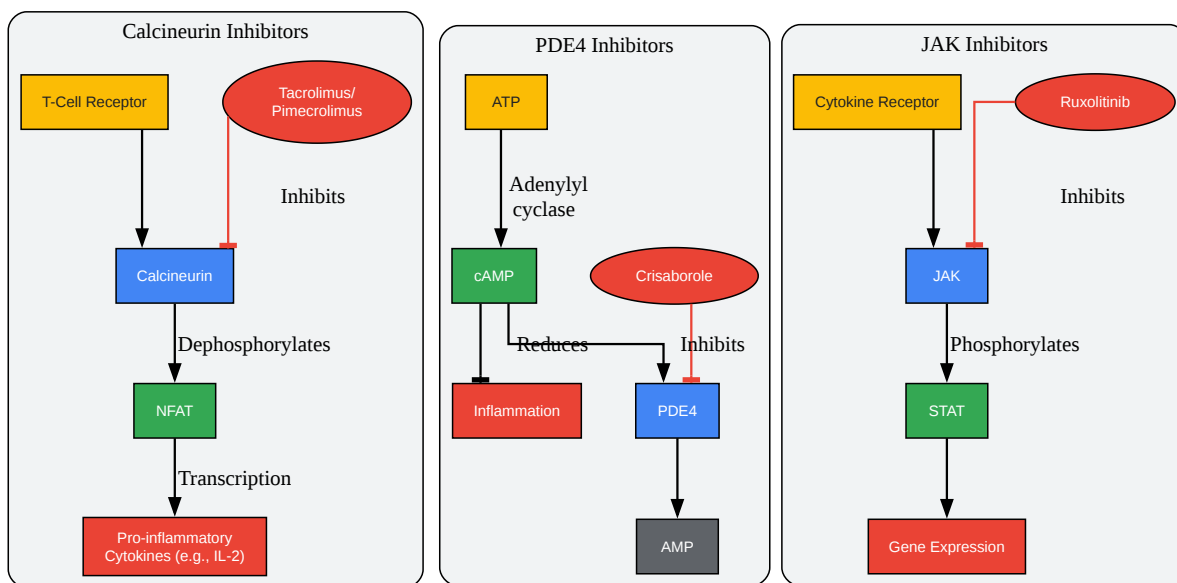 Calcineurin Inhibitors
T-Cell Receptor
Tacrolimus/
Pimecrolimus
Inhibits
Calcineurin
Dephosphorylates
NFAT
Transcription
Pro-inflammatory
Cytokines (e.g., IL-2)
PDE4 Inhibitors
ATP
Adenylyl
cyclase
cAMP
Crisaborole
Reduces
Inhibits
Inflammation
PDE4
AMP
JAK Inhibitors
Cytokine Receptor
Ruxolitinib
Inhibits
JAK
Phosphorylates
STAT
Gene Expression